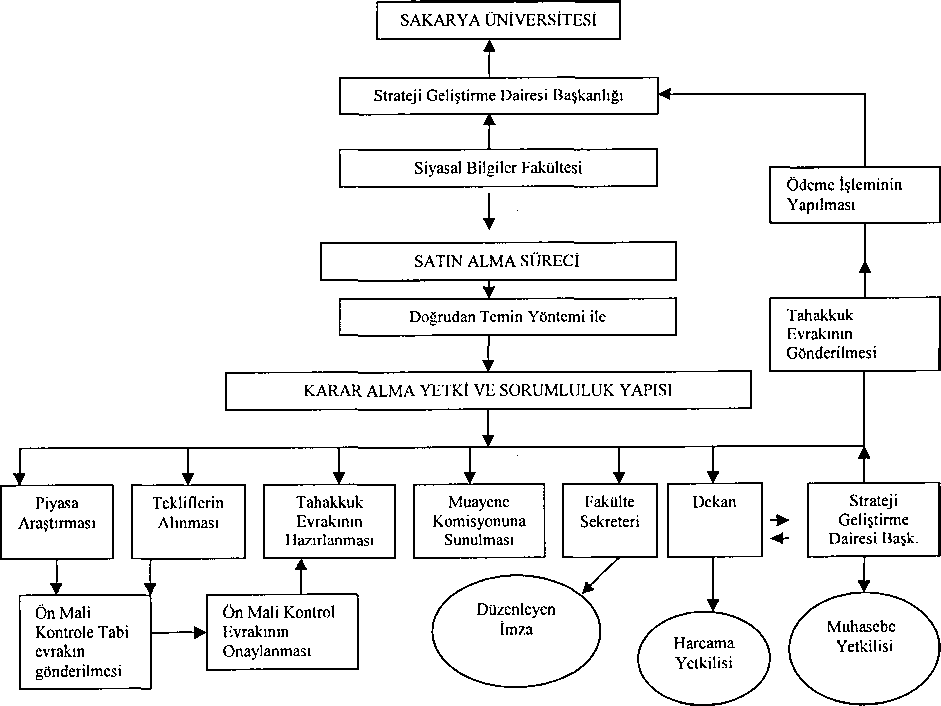 SAKARYA ÜNİVERSİTESİ
Strateji Geliştirme Dairesi Başkanlığı
Siyasal Bilgiler Fakültesi
Ödeme İşleminin
Yapılması
SATIN ALMA SÜRECİ
Doğrudan Temin Yöntemi ile
Tahakkuk
Evrakının
Gönderilmesi
KARAR ALMA YETKİ VE SORUMLULUK YAPISI
Piyasa
Araştırması
Tekliflerin
Alınması
Tahakkuk
Evrakının
Hazırlanması
Muayene
Komisyonuna
Sunulması
Fakülte
Sekreteri
Dekan
Strateji
Geliştirme
Dairesi Başk.
Ön Mali
Kontrole Tabi
evrakın
gönderilmesi
Ön Mali Kontrol
Evrakının
Onaylanması
Düzenleyen
İmza
Harcama
Yetkilisi
Muhasebe
Yetkilisi